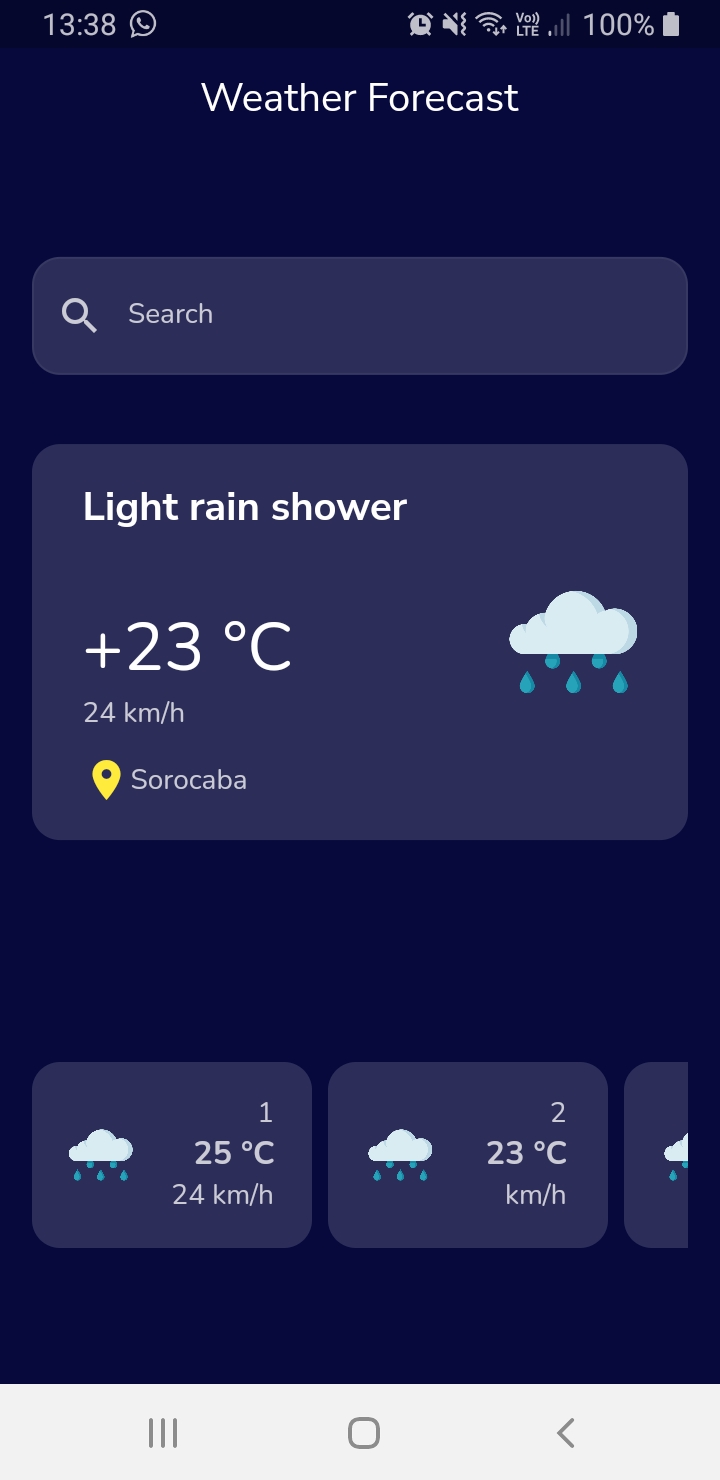 13:38
Vo)) LTE
100%
Weather Forecast
Search
Light rain shower
+23 °C
24 km/h
Sorocaba
1
25 °C
24 km/h
2
23 °C
km/h